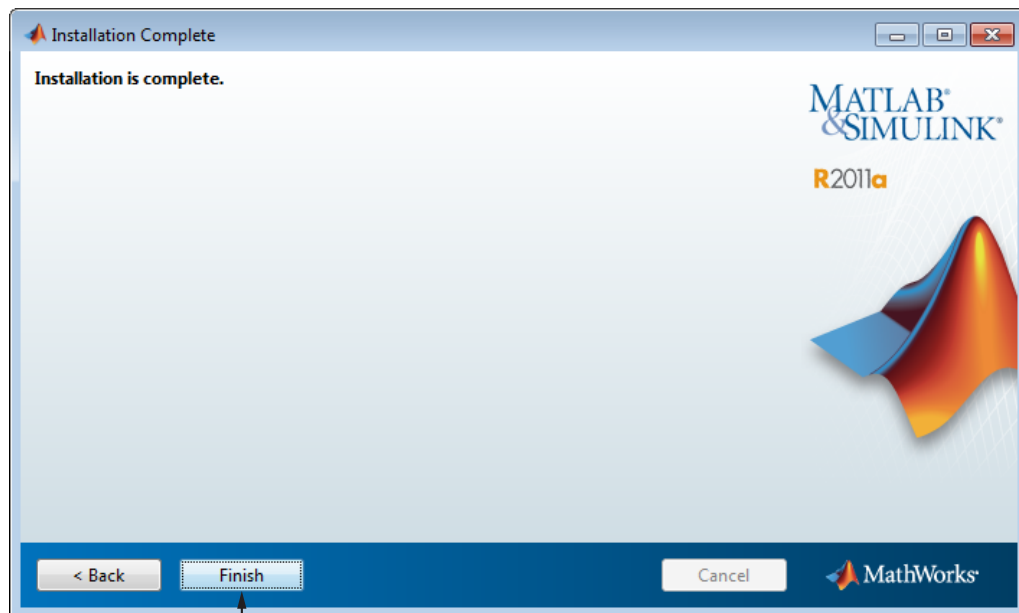 Installation Complete
Installation is complete.
MATLAB®
&SIMULINK®
R2011a
< Back
Finish
Cancel
MathWorks®